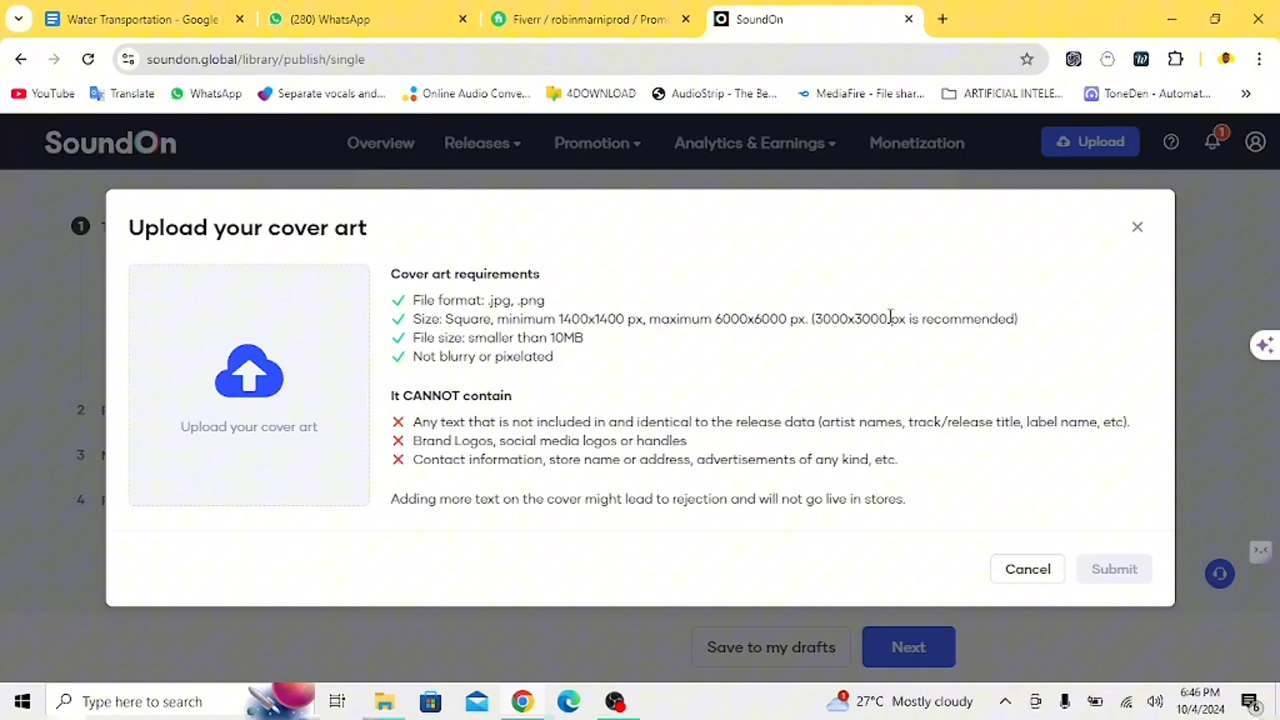 Water Transportation - Google
(280) WhatsApp
Fiverr / robinmarniprod / Promo
SoundOn
soundon.global/library/publish/single
YouTube
Translate
WhatsApp
Separate vocals and...
Online Audio Conve...
4DOWNLOAD
AudioStrip - The Be...
MediaFire - File shar...
ARTIFICIAL INTELE...
ToneDen - Automat...
»
SoundOn
Overview
Releases
Promotion
Analytics & Earnings
Monetization
Upload
1
1
Upload your cover art
Upload your cover art
Cover art requirements
File format: .jpg, .png
Size: Square, minimum 1400x1400 px, maximum 6000x6000 px. (3000x3000 px is recommended)
File size: smaller than 10MB
Not blurry or pixelated
It CANNOT contain
Any text that is not included in and identical to the release data (artist names, track/release title, label name, etc).
Brand Logos, social media logos or handles
Contact information, store name or address, advertisements of any kind, etc.
Adding more text on the cover might lead to rejection and will not go live in stores.
2
3
4
Cancel
Submit
Save to my drafts
Next
Type here to search
27°C Mostly cloudy
6:46 PM
10/4/2024
6